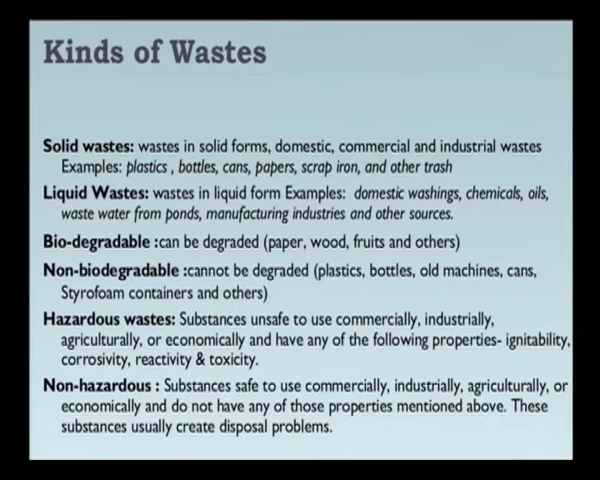 Kinds of Wastes
Solid wastes: wastes in solid forms, domestic, commercial and industrial wastes
Examples: plastics , bottles, cans, papers, scrap iron, and other trash
Liquid Wastes: wastes in liquid form Examples: domestic washings, chemicals, oils,
waste water from ponds, manufacturing industries and other sources.
Bio-degradable :can be degraded (paper, wood, fruits and others)
Non-biodegradable :cannot be degraded (plastics, bottles, old machines, cans,
Styrofoam containers and others)
Hazardous wastes: Substances unsafe to use commercially, industrially,
agriculturally, or economically and have any of the following properties- ignitability,
corrosivity, reactivity & toxicity.
Non-hazardous : Substances safe to use commercially, industrially, agriculturally, or
economically and do not have any of those properties mentioned above. These
substances usually create disposal problems.